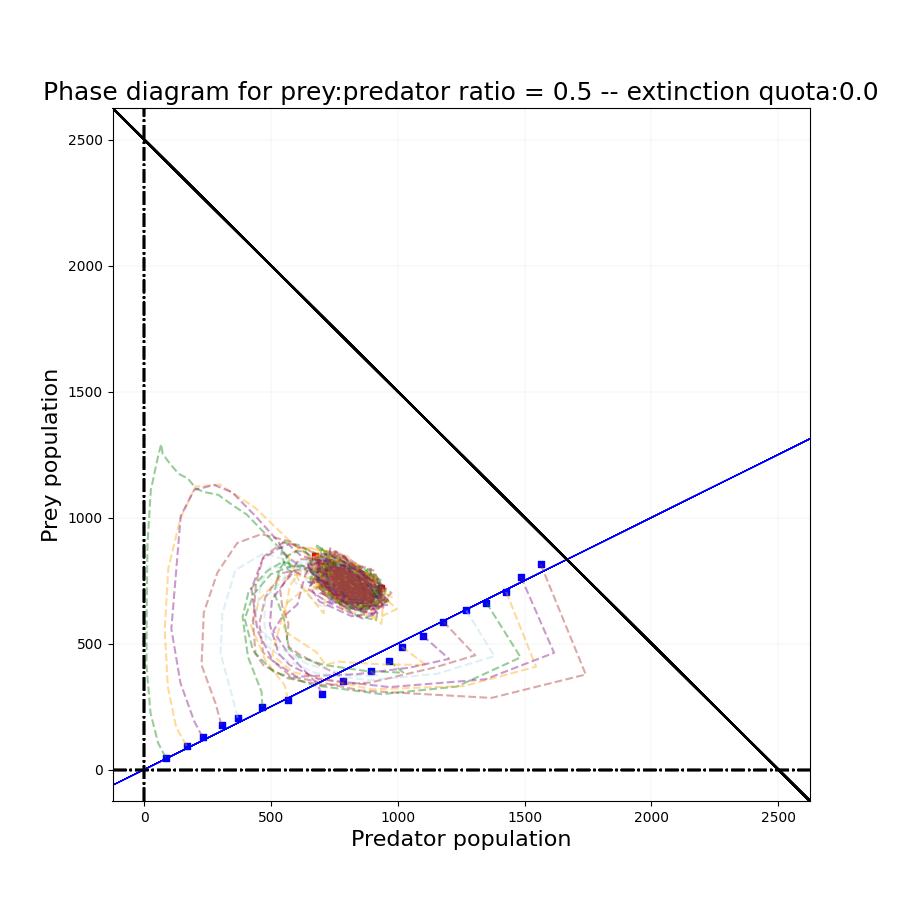 Phase diagram for prey:predator ratio = 0.5 -- extinction quota:0.0
Prey population
2500
2000
1500
1000
500
0
0 500 1000 1500 2000 2500
Predator population